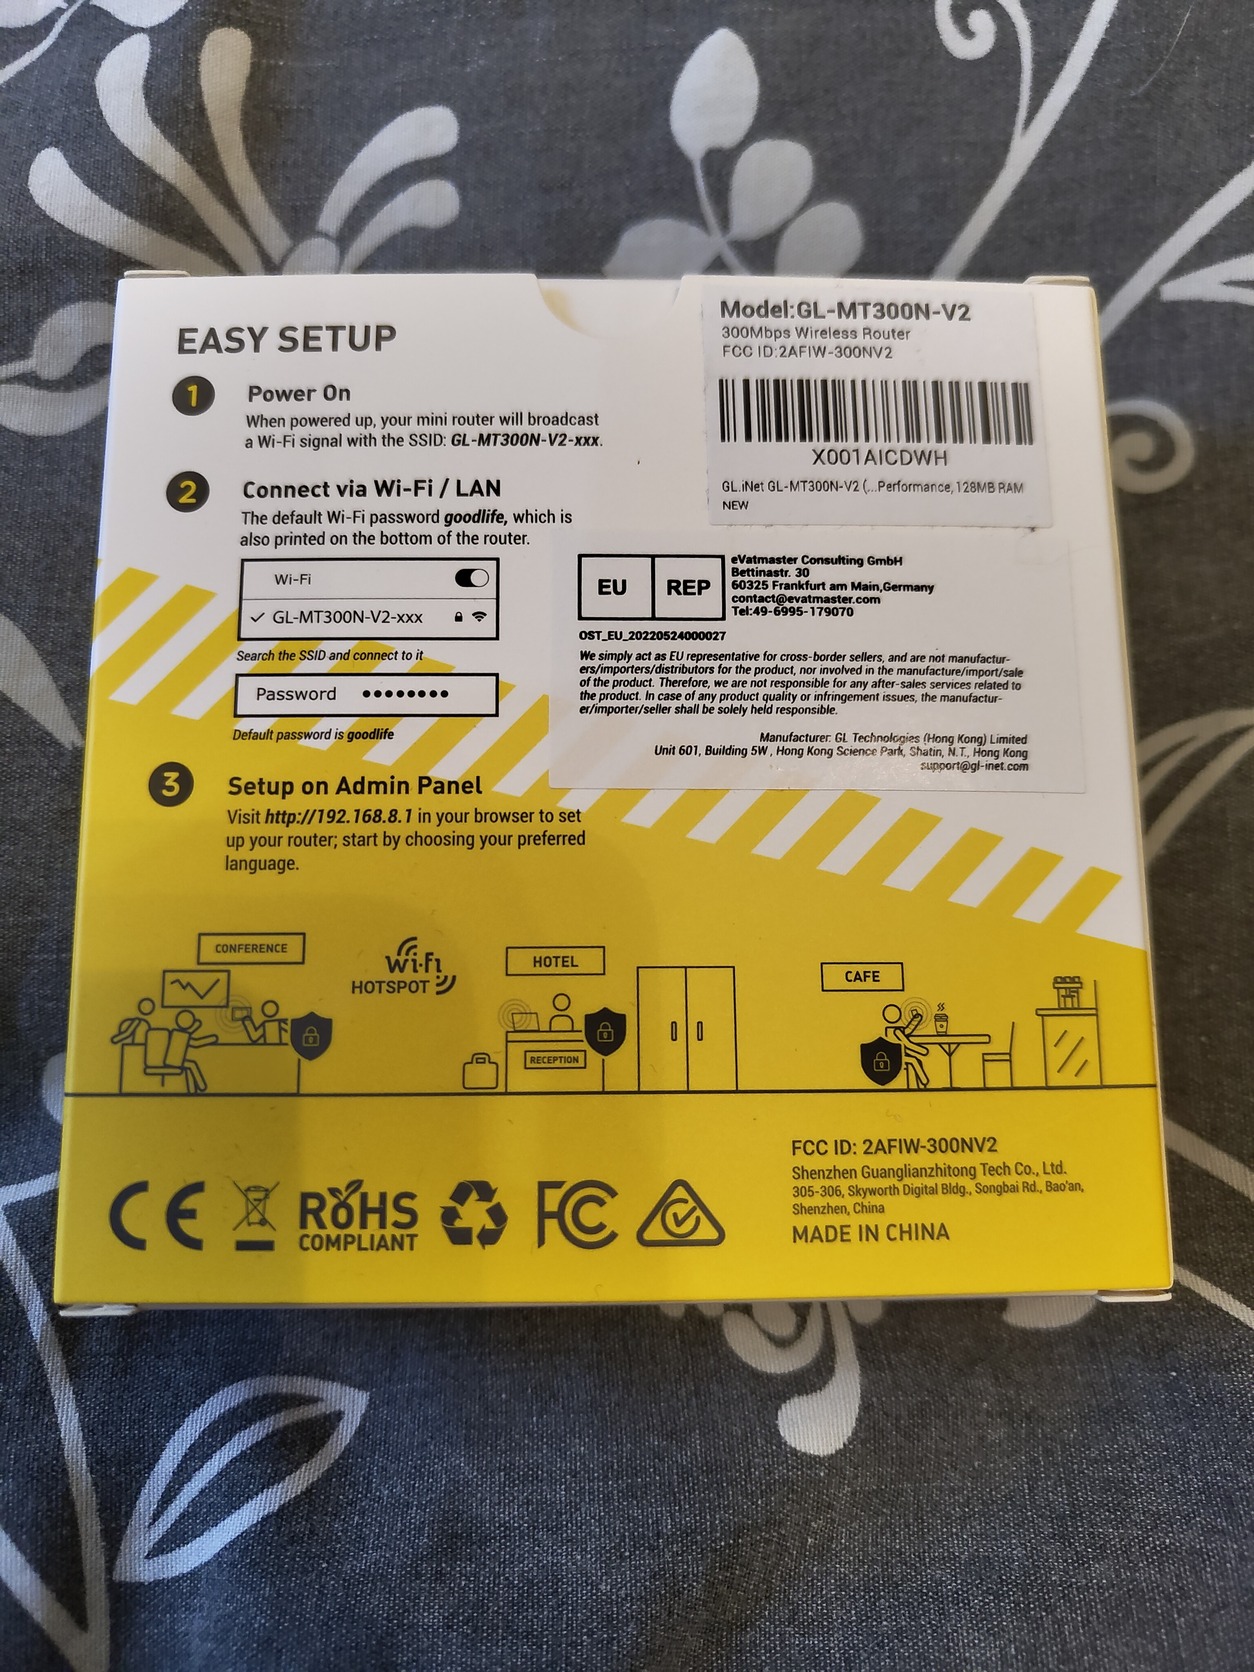 EASY SETUP
1 Power On
When powered up, your mini router will broadcast
a Wi-Fi signal with the SSID: GL-MT300N-V2-xxx.
2 Connect via Wi-Fi / LAN
The default Wi-Fi password goodlife, which is
also printed on the bottom of the router.
Wi-Fi
GL-MT300N-V2-xxx
Search the SSID and connect to it
Password ••••••••
Default password is goodlife
3 Setup on Admin Panel
Visit http://192.168.8.1 in your browser to set
up your router; start by choosing your preferred
language.
Model:GL-MT300N-V2
300Mbps Wireless Router
FCC ID:2AFIW-300NV2
X001AICDWH
GL.iNet GL-MT300N-V2 (...Performance, 128MB RAM
NEW
EU REP
eVatmaster Consulting GmbH
Bettinastr. 30
60325 Frankfurt am Main,Germany
contact@evatmaster.com
Tel:49-6995-179070
OST_EU_20220524000027
We simply act as EU representative for cross-border sellers, and are not manufactur-
ers/importers/distributors for the product, nor involved in the manufacture/import/sale
of the product. Therefore, we are not responsible for any after-sales services related to
the product. In case of any product quality or infringement issues, the manufactur-
er/importer/seller shall be solely held responsible.
Manufacturer: GL Technologies (Hong Kong) Limited
Unit 601, Building 5W , Hong Kong Science Park, Shatin, N.T., Hong Kong
support@gl-inet.com
CONFERENCE
Wi-Fi
HOTSPOT
HOTEL
RECEPTION
CAFE
CE
RoHS
COMPLIANT
FC
FCC ID: 2AFIW-300NV2
Shenzhen Guanglianzhitong Tech Co., Ltd.
305-306, Skyworth Digital Bldg., Songbai Rd., Bao'an,
Shenzhen, China
MADE IN CHINA